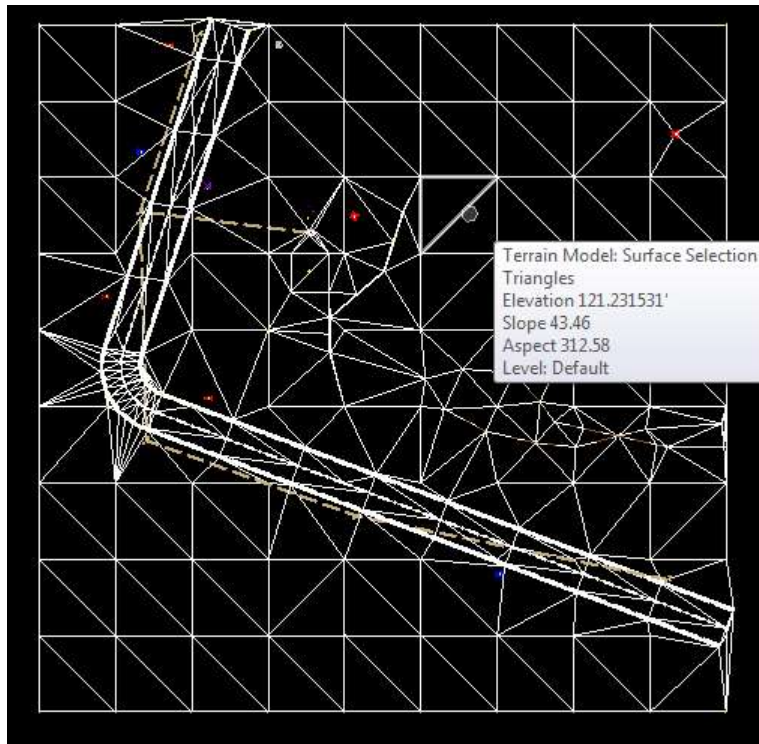 Terrain Model: Surface Selection
Triangles
Elevation 121.231531'
Slope 43.46
Aspect 312.58
Level: Default